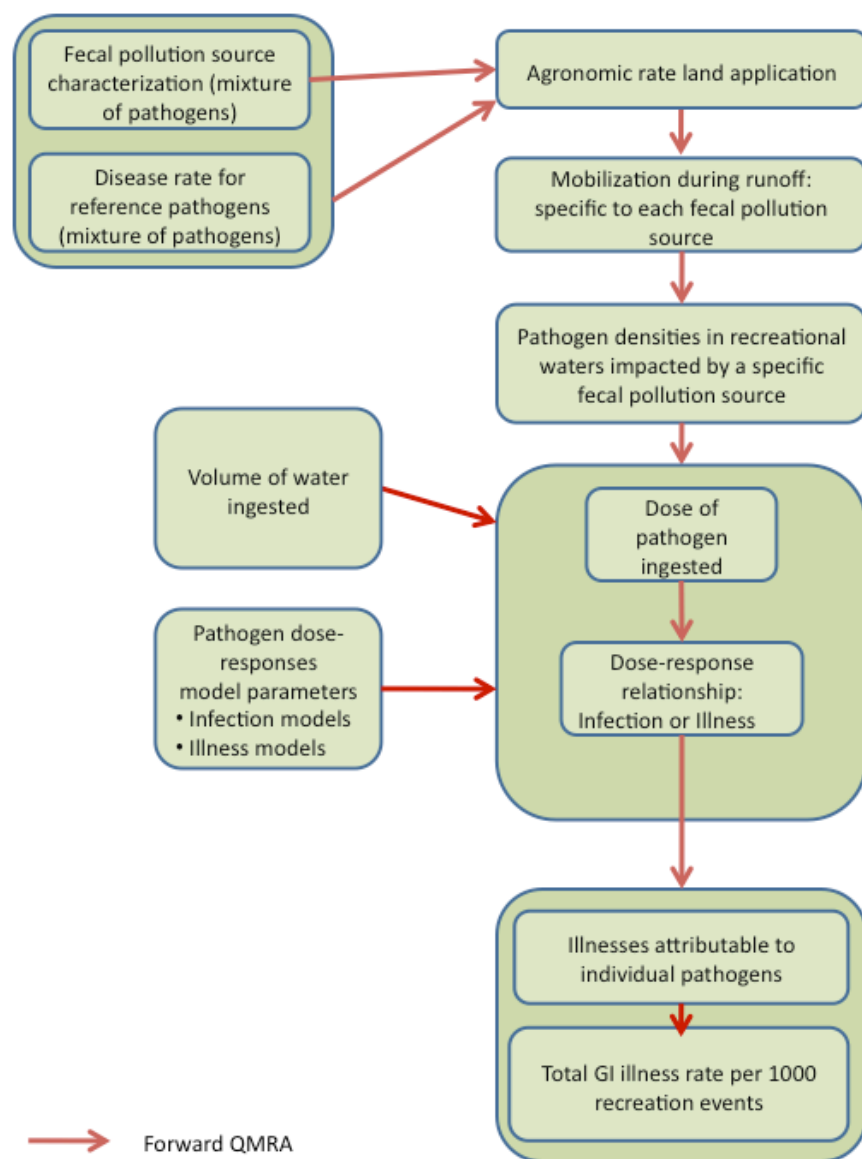 Fecal pollution source
characterization (mixture
of pathogens)
Disease rate for
reference pathogens
(mixture of pathogens)
Agronomic rate land application
Mobilization during runoff:
specific to each fecal pollution
source
Pathogen densities in recreational
waters impacted by a specific
fecal pollution source
Volume of water
ingested
Dose of
pathogen
ingested
Pathogen dose-
responses
model parameters
• Infection models
• Illness models
Dose-response
relationship:
Infection or Illness
Illnesses attributable to
individual pathogens
Total GI illness rate per 1000
recreation events
Forward QMRA